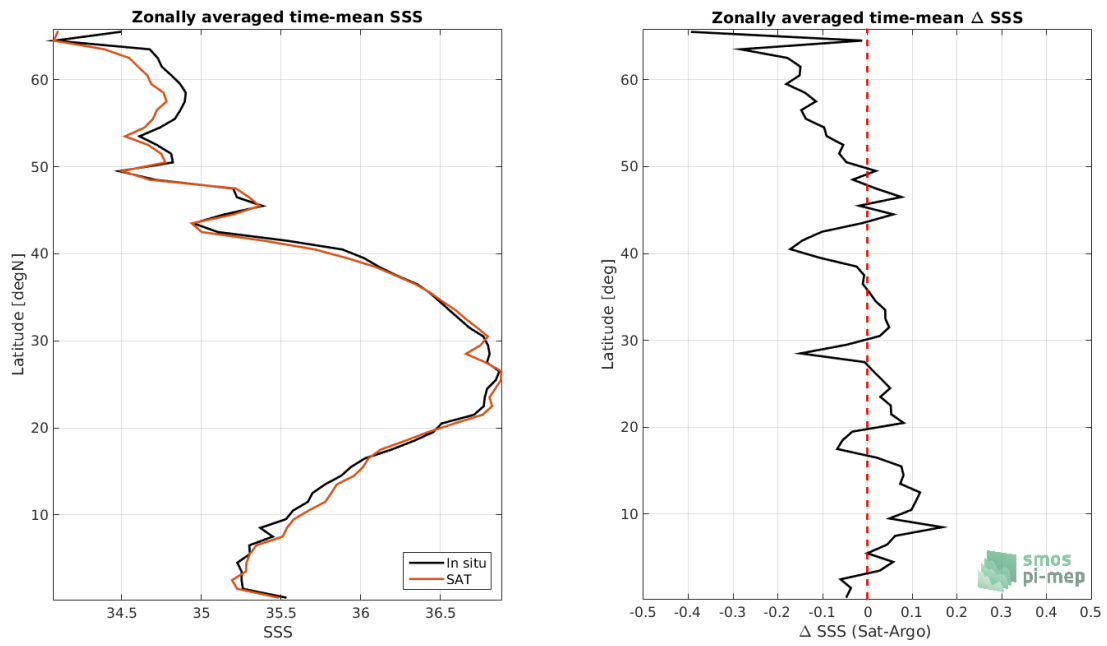 Zonally averaged time-mean SSS
60
50
40
30
20
10
34.5 35 35.5 36 36.5
Latitude [degN]
SSS
In situ
SAT
Zonally averaged time-mean Δ SSS
60
50
40
30
20
10
-0.5 -0.4 -0.3 -0.2 -0.1 0 0.1 0.2 0.3 0.4 0.5
Latitude [deg]
Δ SSS (Sat-Argo)
smos
pi-mep